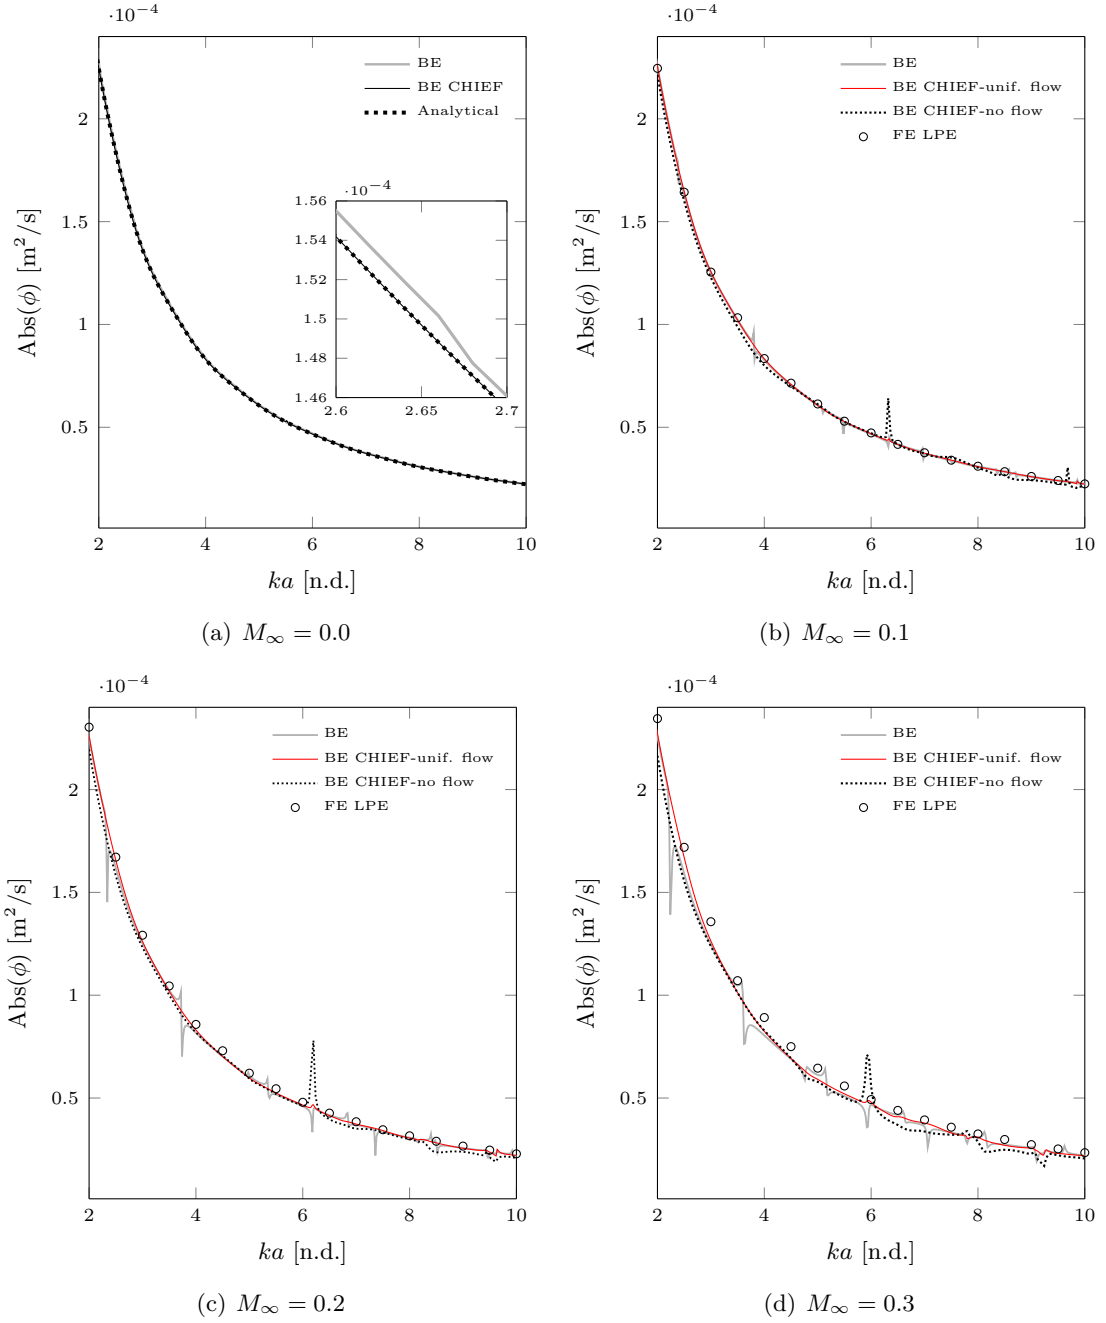 ·10⁻⁴
BE
BE CHIEF
Analytical
2
1.5
1
0.5
Abs(ϕ) [m²/s]
·10⁻⁴
1.56
1.54
1.52
1.5
1.48
1.46
2.6 2.65 2.7
2 4 6 8 10
ka [n.d.]
(a) M∞ = 0.0
·10⁻⁴
BE
BE CHIEF-unif. flow
BE CHIEF-no flow
FE LPE
2
1.5
1
0.5
Abs(ϕ) [m²/s]
2 4 6 8 10
ka [n.d.]
(b) M∞ = 0.1
·10⁻⁴
BE
BE CHIEF-unif. flow
BE CHIEF-no flow
FE LPE
2
1.5
1
0.5
Abs(ϕ) [m²/s]
2 4 6 8 10
ka [n.d.]
(c) M∞ = 0.2
·10⁻⁴
BE
BE CHIEF-unif. flow
BE CHIEF-no flow
FE LPE
2
1.5
1
0.5
Abs(ϕ) [m²/s]
2 4 6 8 10
ka [n.d.]
(d) M∞ = 0.3